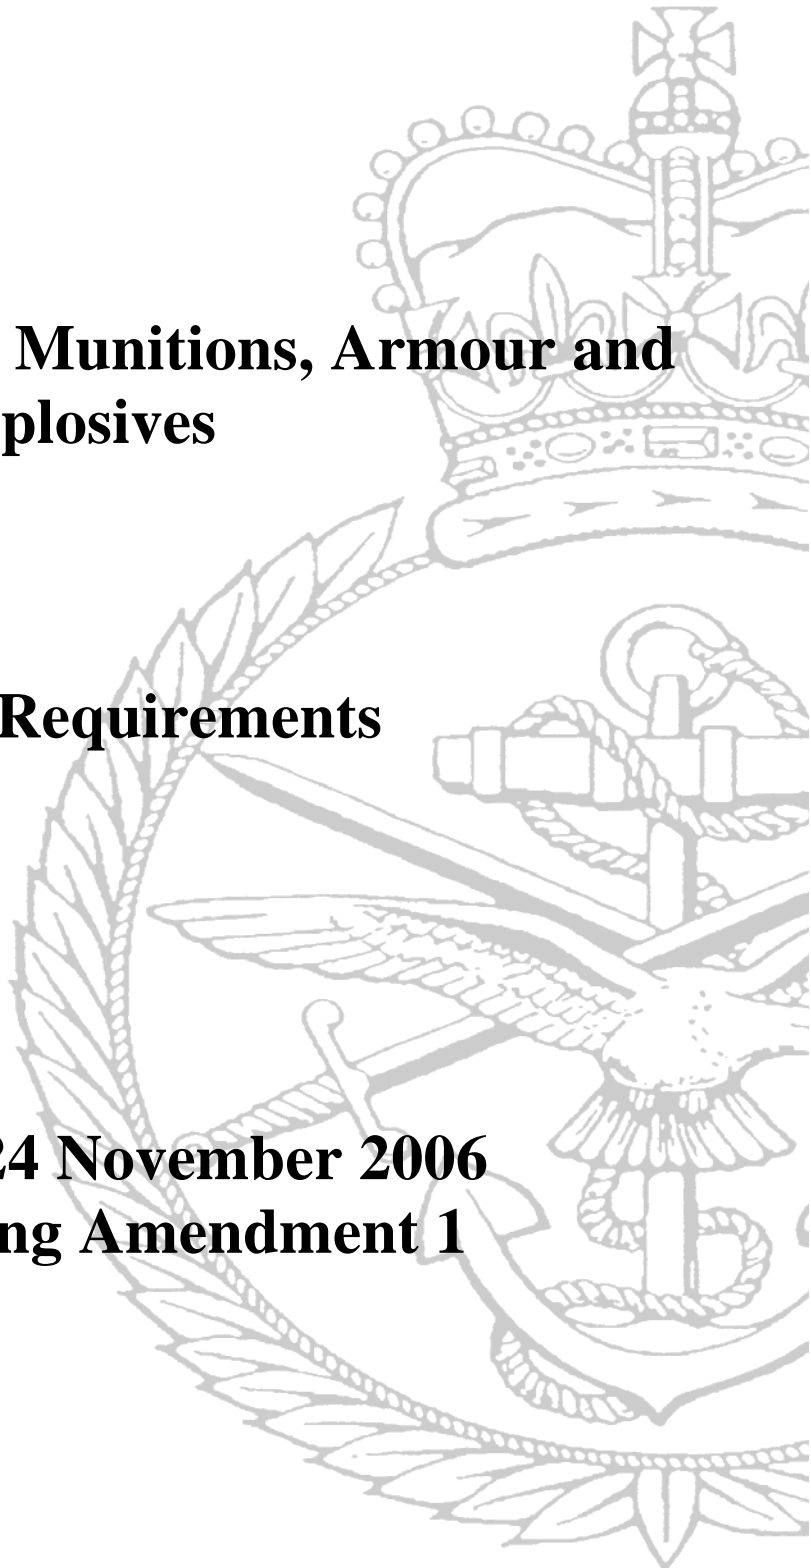 Munitions, Armour and
plosives
Requirements
24 November 2006
ng Amendment 1